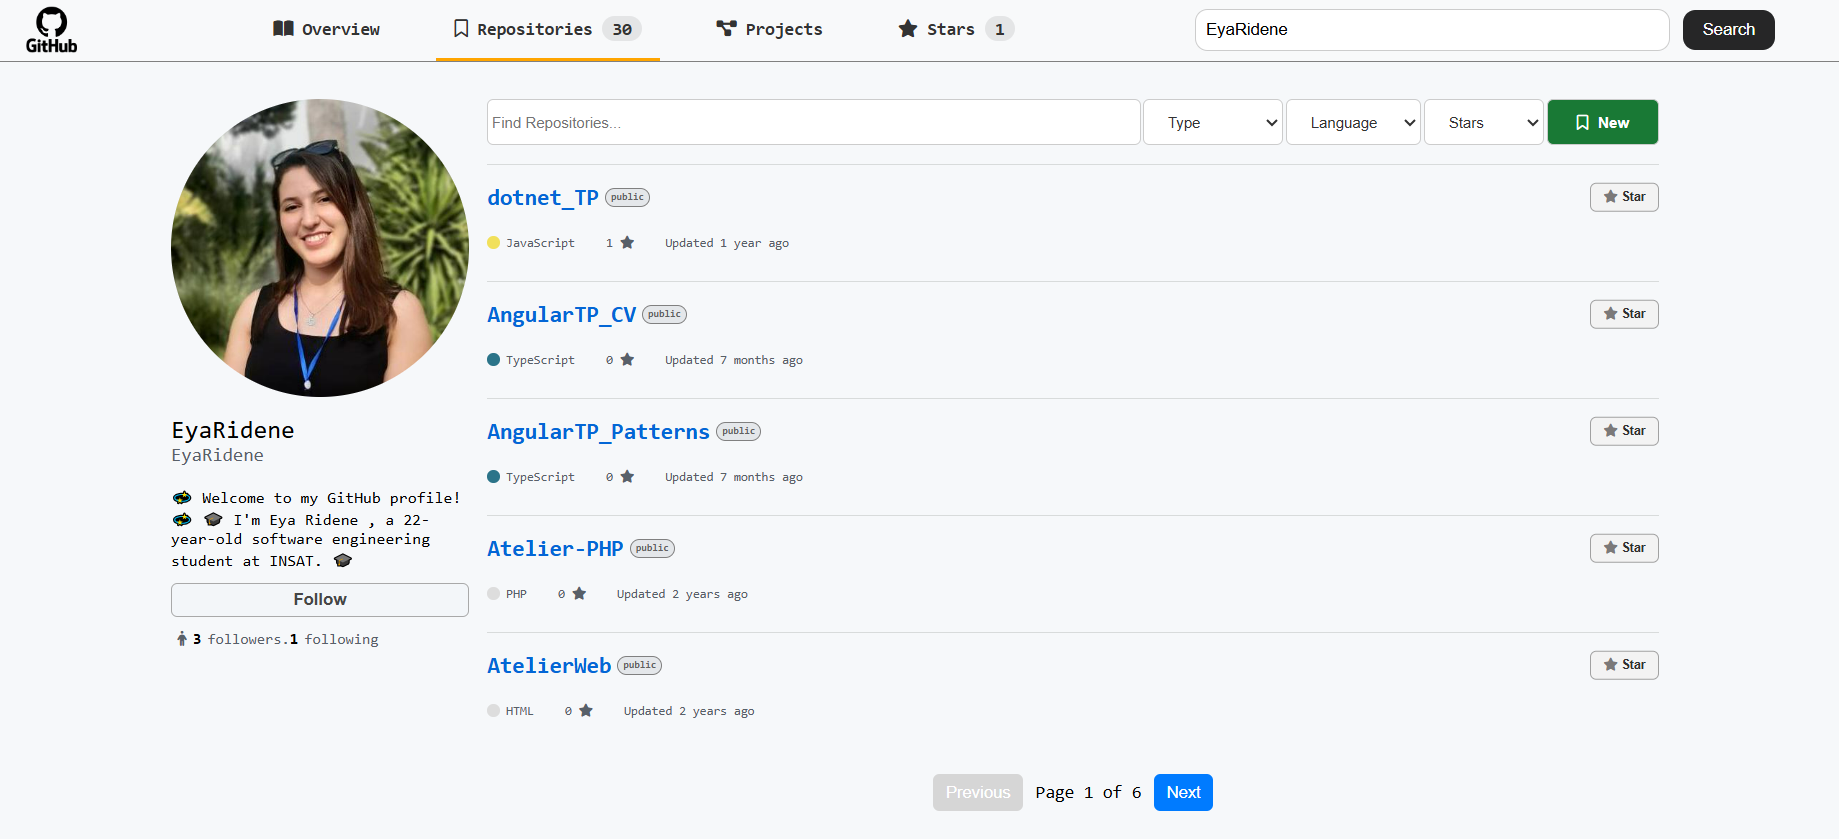 GitHub
Overview
Repositories 30
Projects
Stars 1
EyaRidene
Search
Find Repositories...
Type
Language
Stars
New
dotnet_TP public
Star
JavaScript 1 Updated 1 year ago
AngularTP_CV public
Star
TypeScript 0 Updated 7 months ago
AngularTP_Patterns public
Star
TypeScript 0 Updated 7 months ago
Atelier-PHP public
Star
PHP 0 Updated 2 years ago
AtelierWeb public
Star
HTML 0 Updated 2 years ago
Previous Page 1 of 6 Next
EyaRidene
EyaRidene
💫 Welcome to my GitHub profile!
💫 🎓 I'm Eya Ridene , a 22-
year-old software engineering
student at INSAT. 🎓
Follow
3 followers.1 following